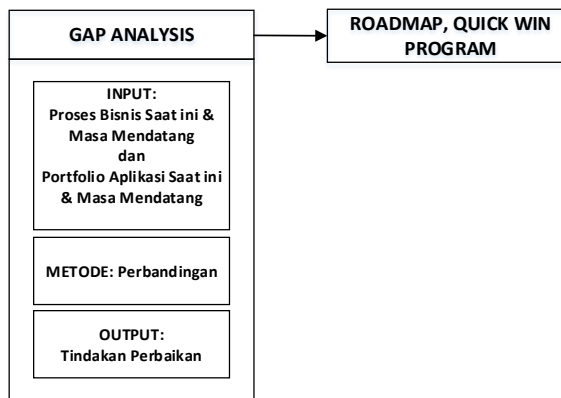 GAP ANALYSIS
ROADMAP, QUICK WIN
PROGRAM
INPUT:
Proses Bisnis Saat ini &
Masa Mendatang
dan
Portfolio Aplikasi Saat ini
& Masa Mendatang
METODE: Perbandingan
OUTPUT:
Tindakan Perbaikan